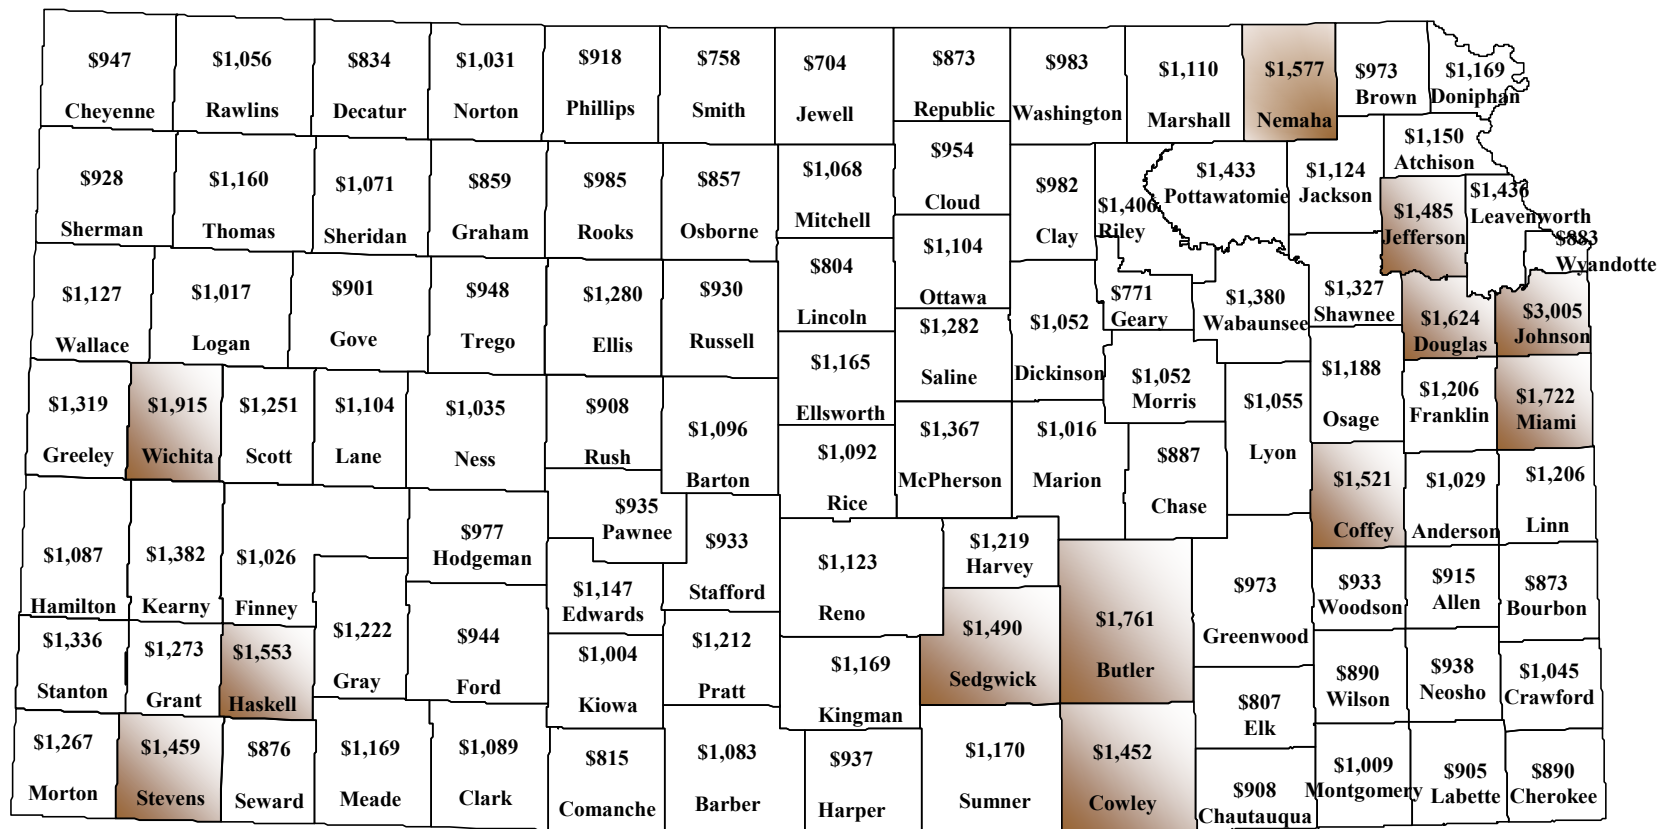 $947
Cheyenne
$1,056
Rawlins
$834
Decatur
$1,031
Norton
$918
Phillips
$758
Smith
$704
Jewell
$873
Republic
$983
Washington
$1,110
Marshall
$1,577
Nemaha
$973
Brown
$1,169
Doniphan
$928
Sherman
$1,160
Thomas
$1,071
Sheridan
$859
Graham
$985
Rooks
$857
Osborne
$1,068
Mitchell
$954
Cloud
$982
Clay
$1,406
Riley
$1,433
Pottawatomie
$1,124
Jackson
$1,150
Atchison
$1,485
Jefferson
$1,436
Leavenworth
$883
Wyandotte
$1,127
Wallace
$1,017
Logan
$901
Gove
$948
Trego
$1,280
Ellis
$930
Russell
$804
Lincoln
$1,104
Ottawa
$1,282
Saline
$1,052
Dickinson
$771
Geary
$1,380
Wabaunsee
$1,327
Shawnee
$1,624
Douglas
$3,005
Johnson
$1,319
Greeley
$1,915
Wichita
$1,251
Scott
$1,104
Lane
$1,035
Ness
$908
Rush
$1,096
Barton
$1,165
Ellsworth
$1,092
Rice
$1,367
McPherson
$1,016
Marion
$1,052
Morris
$887
Chase
$1,055
Lyon
$1,188
Osage
$1,206
Franklin
$1,722
Miami
$1,087
Hamilton
$1,382
Kearny
$1,026
Finney
$977
Hodgeman
$935
Pawnee
$933
Stafford
$1,147
Edwards
$1,123
Reno
$1,219
Harvey
$1,761
Butler
$973
Greenwood
$1,521
Coffey
$1,029
Anderson
$1,206
Linn
$933
Woodson
$915
Allen
$873
Bourbon
$1,336
Stanton
$1,273
Grant
$1,553
Haskell
$1,222
Gray
$944
Ford
$1,004
Kiowa
$1,212
Pratt
$1,169
Kingman
$1,490
Sedgwick
$807
Elk
$890
Wilson
$938
Neosho
$1,045
Crawford
$1,267
Morton
$1,459
Stevens
$876
Seward
$1,169
Meade
$1,089
Clark
$815
Comanche
$1,083
Barber
$937
Harper
$1,170
Sumner
$1,452
Cowley
$908
Chautauqua
$1,009
Montgomery
$905
Labette
$890
Cherokee